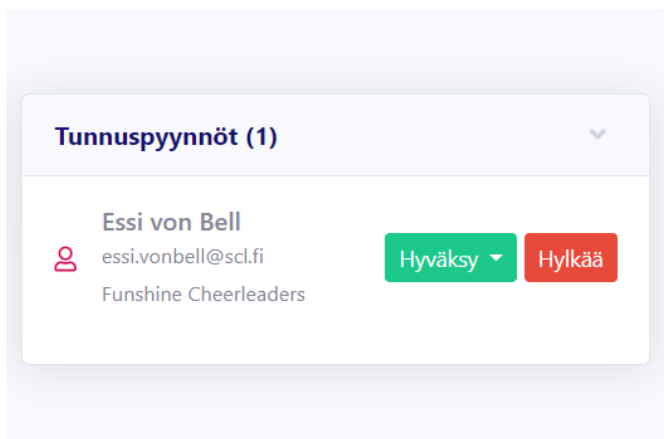 Tunnuspyynnöt (1)
Essi von Bell
essi.vonbell@scl.fi
Funshine Cheerleaders
Hyväksy
Hylkää